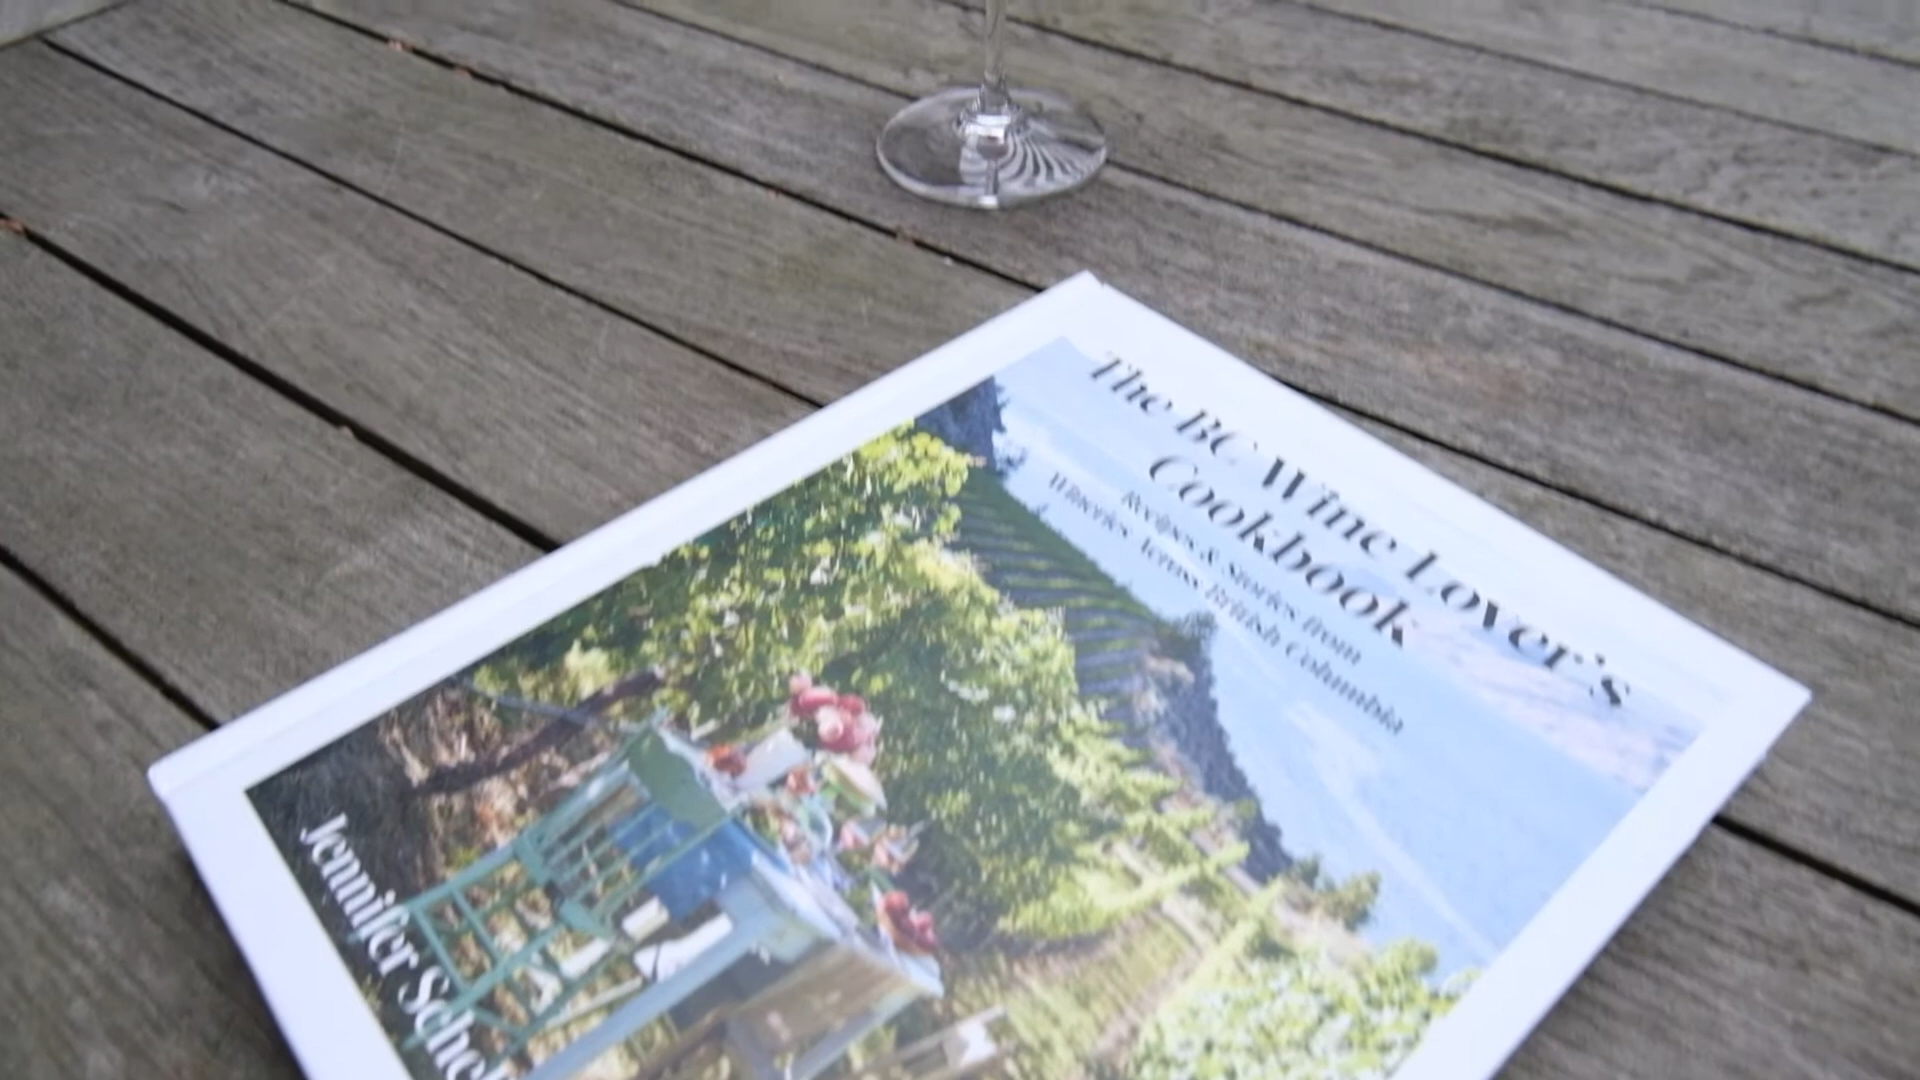 The BC Wine Lover's
Cookbook
Recipes & Stories from
Wineries Across British Columbia
Jennifer